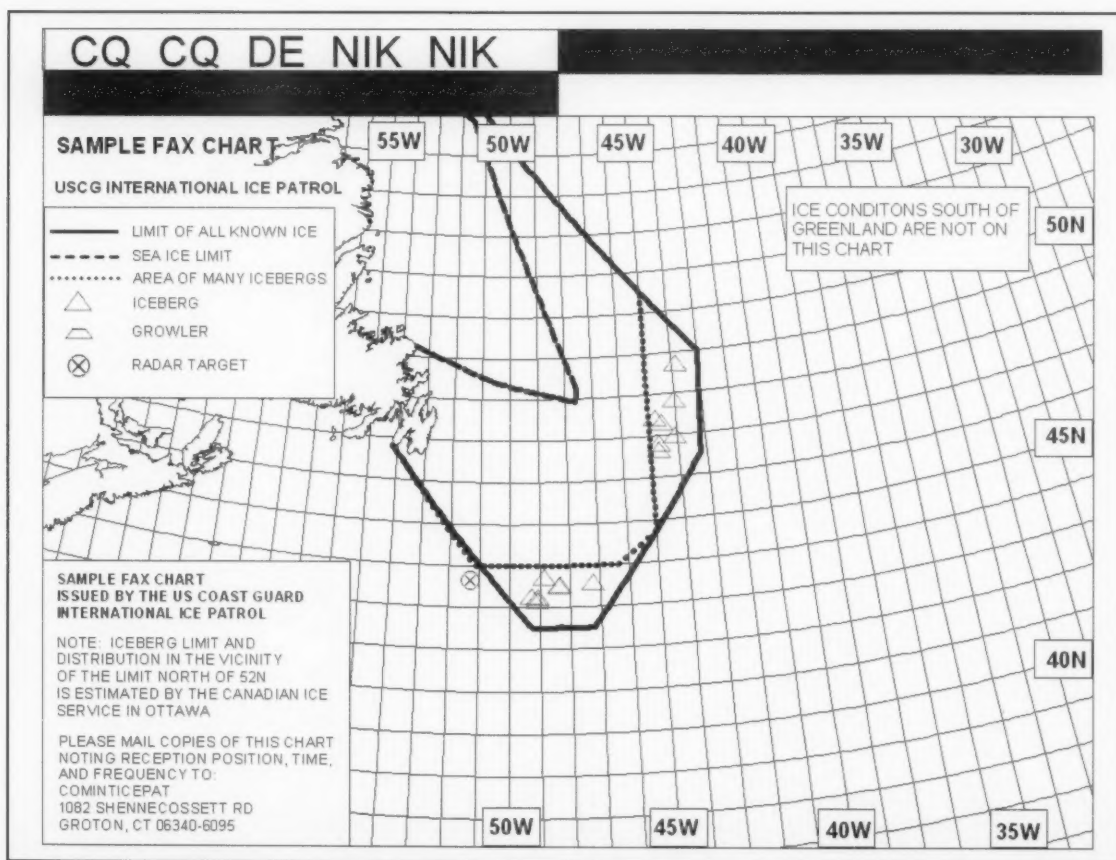 CQ CQ DE NIK NIK
SAMPLE FAX CHART
USCG INTERNATIONAL ICE PATROL
LIMIT OF ALL KNOWN ICE
SEA ICE LIMIT
AREA OF MANY ICEBERGS
ICEBERG
GROWLER
RADAR TARGET
55W 50W 45W 40W 35W 30W
ICE CONDITONS SOUTH OF
GREENLAND ARE NOT ON
THIS CHART
50N
45N
40N
SAMPLE FAX CHART
ISSUED BY THE US COAST GUARD
INTERNATIONAL ICE PATROL
NOTE: ICEBERG LIMIT AND
DISTRIBUTION IN THE VICINITY
OF THE LIMIT NORTH OF 52N
IS ESTIMATED BY THE CANADIAN ICE
SERVICE IN OTTAWA
PLEASE MAIL COPIES OF THIS CHART
NOTING RECEPTION POSITION, TIME,
AND FREQUENCY TO:
COMINTICEPAT
1082 SHENNECOSSETT RD
GROTON, CT 06340-6095
50W 45W 40W 35W